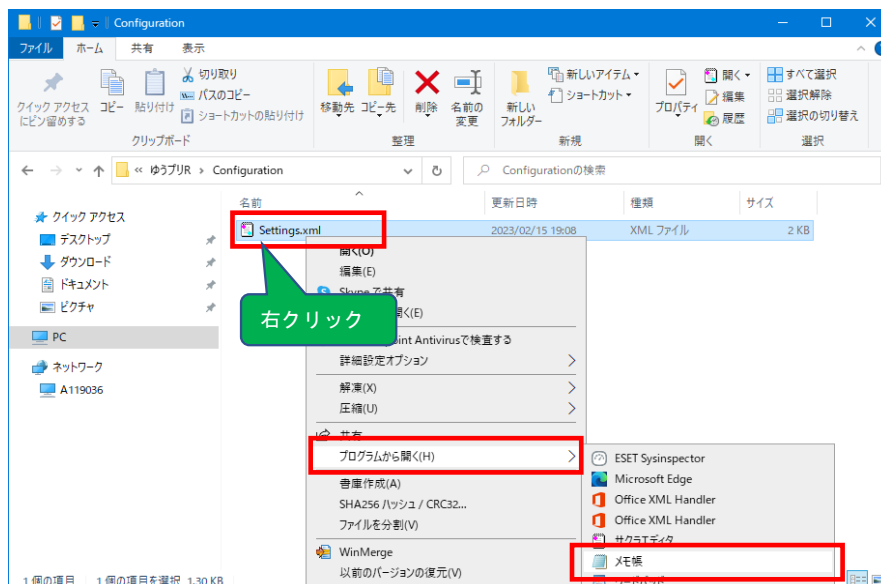 Configuration
ファイル ホーム 共有 表示
クイック アクセス
にピン留めする
コピー
貼り付け
切り取り
パスのコピー
ショートカットの貼り付け
クリップボード
移動先
コピー先
削除
名前の
変更
整理
新しい
フォルダー
新しいアイテム
ショートカット
新規
プロパティ
開く
編集
履歴
開く
すべて選択
選択解除
選択の切り替え
選択
« ゆうプリR › Configuration
Configurationの検索
名前 更新日時 種類 サイズ
Settings.xml 2023/02/15 19:08 XML ファイル 2 KB
クイック アクセス
デスクトップ
ダウンロード
ドキュメント
ピクチャ
PC
ネットワーク
A119036
右クリック
開く(O)
編集(E)
Skype で共有
開く(E)
int Antivirusで検査する
詳細設定オプション
解凍(X)
圧縮(U)
共有
プログラムから開く(H)
書庫作成(A)
SHA256 ハッシュ / CRC32...
ファイルを分割(V)
WinMerge
以前のバージョンの復元(V)
ESET Sysinspector
Microsoft Edge
Office XML Handler
Office XML Handler
サクラエディタ
メモ帳
1 個の項目 1 個の項目を選択 1.30 KB